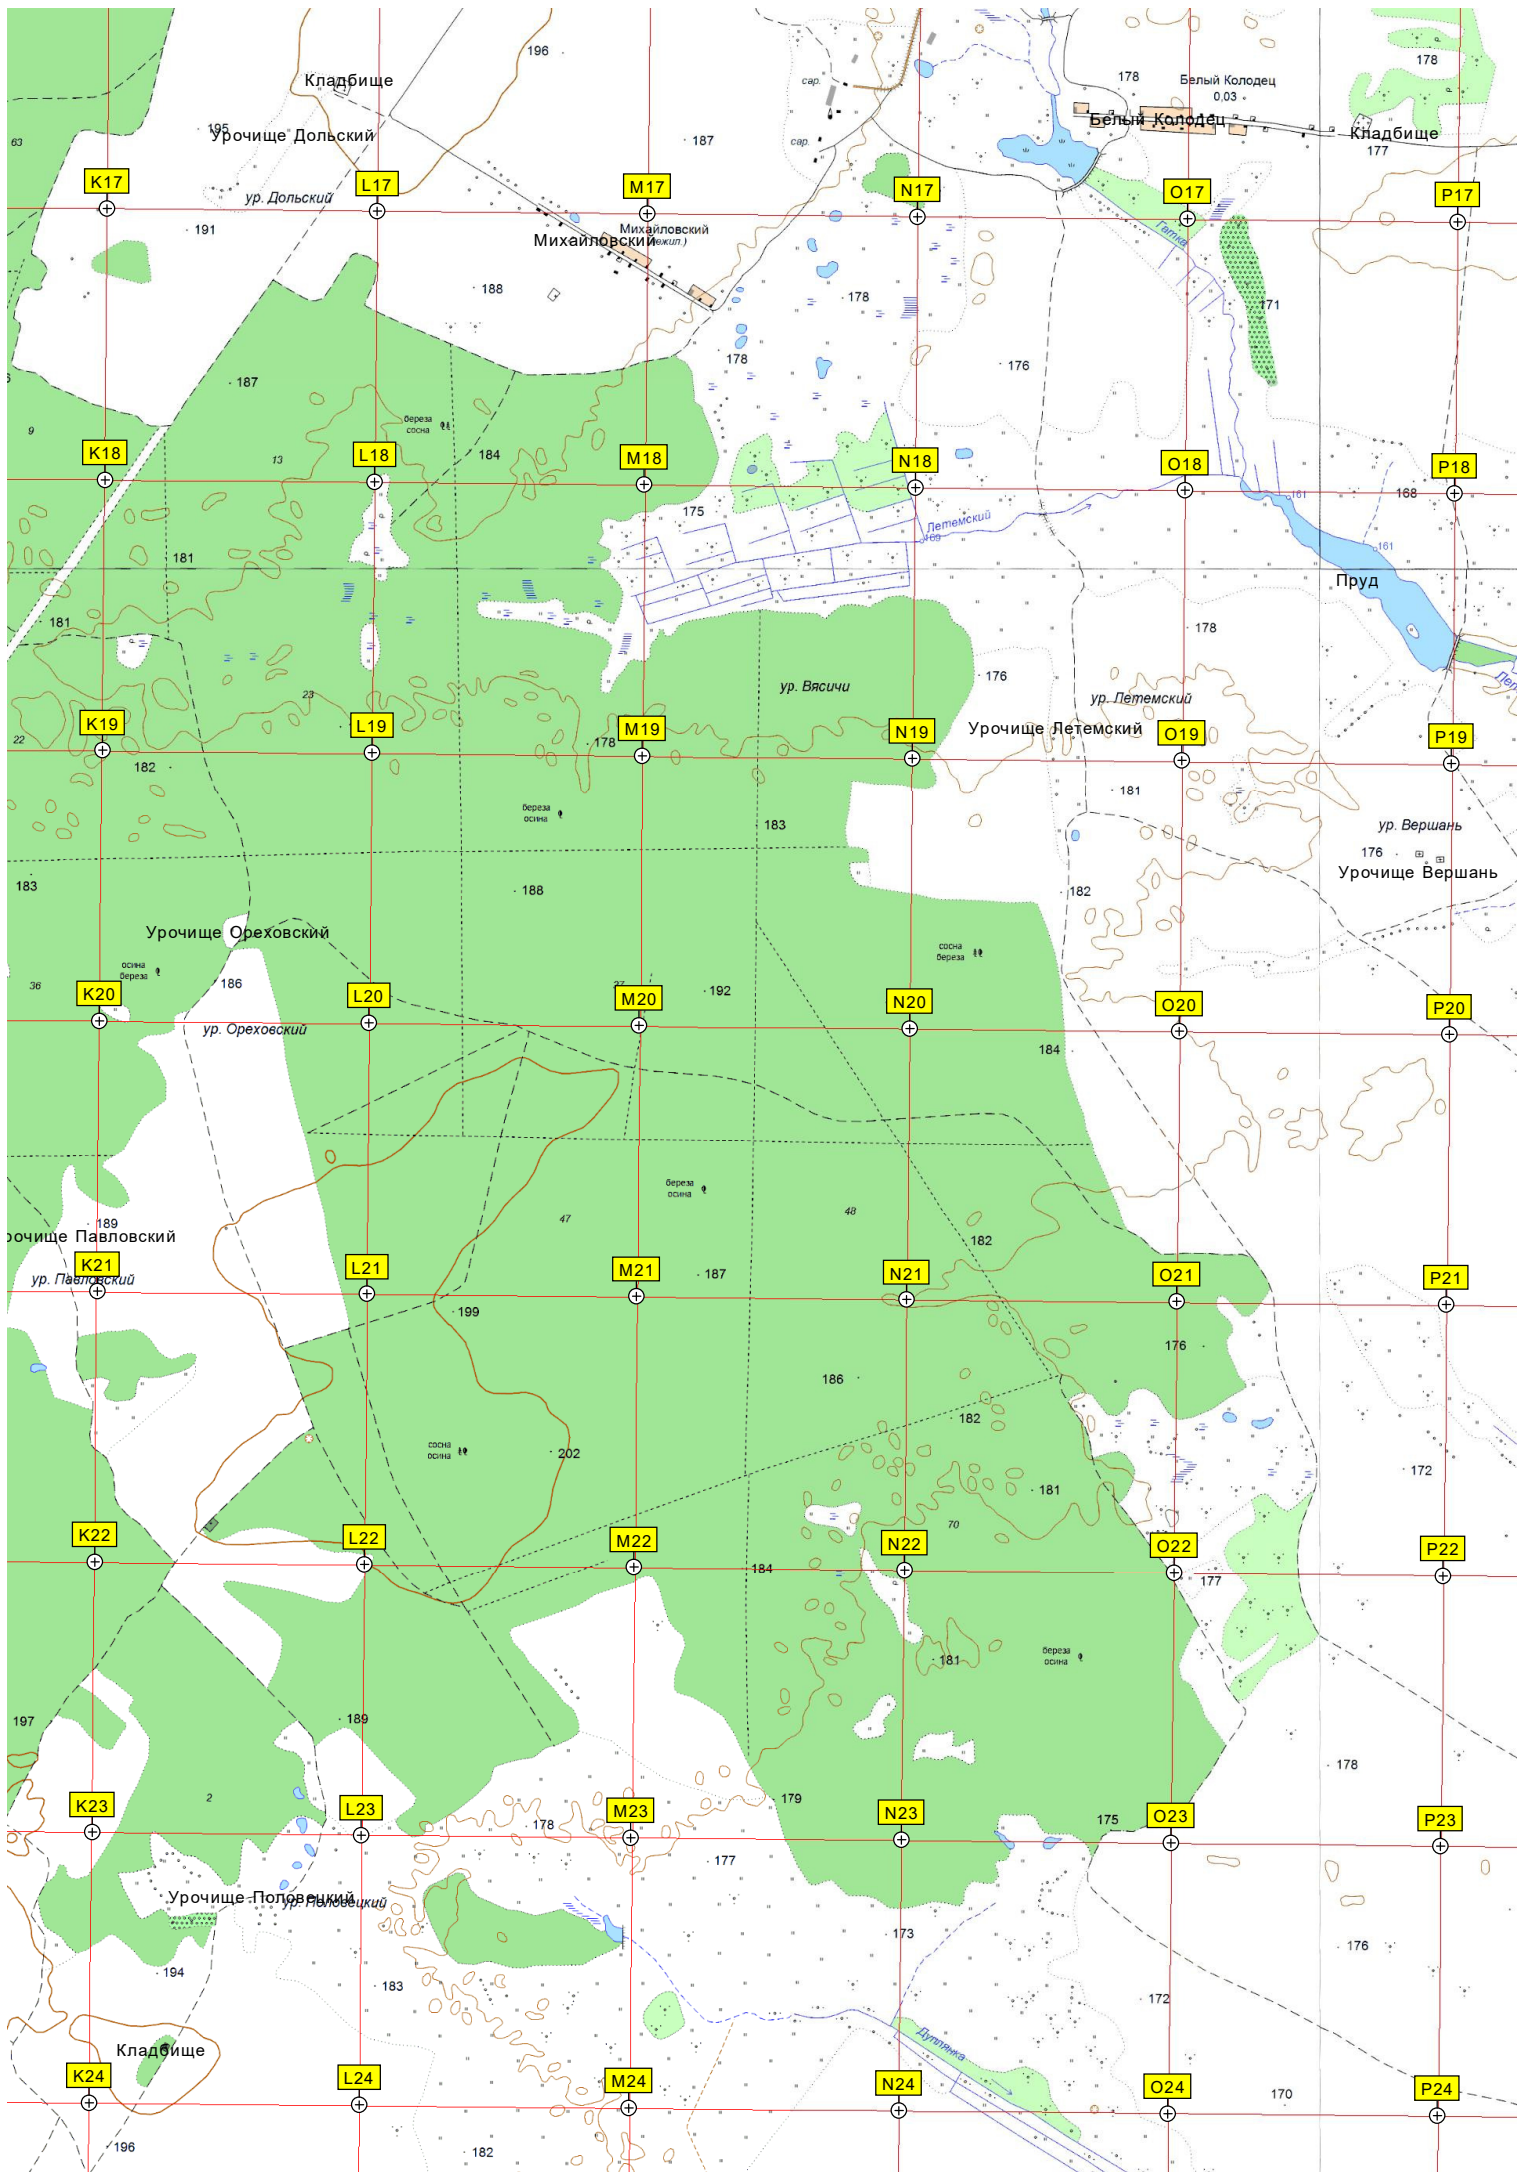 196
Кладбище
сар.
178
Белый Колодец
0,03
178
63
195
Урочище Дольский
187
сар.
Белый Колодец
Кладбище
177
K17
L17
M17
N17
O17
P17
ур. Дольский
191
Михайловский
Михайловский
Гатка
188
178
171
178
176
187
береза
сосна
9
13
184
K18
L18
M18
N18
O18
P18
175
168
161
Летемский
169
161
181
Пруд
181
178
176
ур. Вясичи
23
ур. Летемский
22
K19
L19
178
M19
N19
Урочище Летемский
O19
P19
182
181
береза
осина
183
ур. Вершань
176
183
188
182
Урочище Вершань
Урочище Ореховский
осина
береза
сосна
береза
36
186
192
K20
L20
M20
N20
O20
P20
ур. Ореховский
184
береза
осина
47
48
189
182
ур. Павловский
K21
L21
M21
187
N21
O21
P21
199
176
186
182
сосна
осина
202
172
181
70
K22
L22
M22
N22
O22
P22
184
177
181
береза
осина
197
189
178
2
K23
L23
178
M23
179
N23
175
O23
P23
177
Урочище Половецкий
ур. Половецкий
173
176
194
183
172
Дуплянка
Кладбище
K24
L24
M24
N24
O24
170
P24
196
182